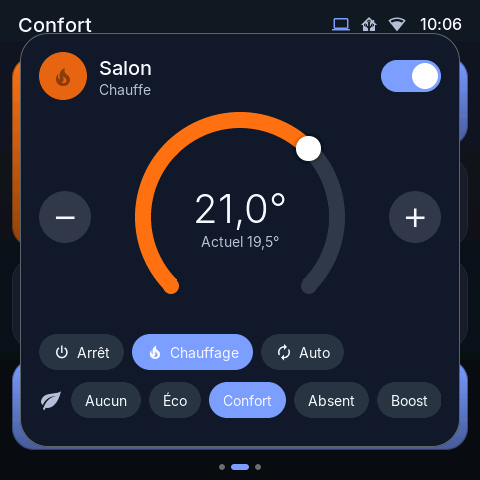 Confort 10:06
Salon
Chauffe
21,0°
Actuel 19,5°
Arrêt Chauffage Auto
Aucun Éco Confort Absent Boost